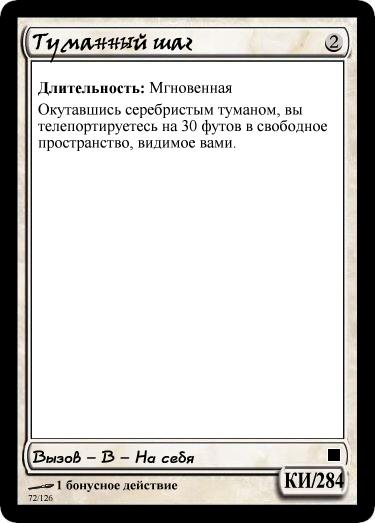 Туманный шаг 2
Длительность: Мгновенная
Окутавшись серебристым туманом, вы
телепортируетесь на 30 футов в свободное
пространство, видимое вами.
Вызов – В – На себя
КИ/284
1 бонусное действие
72/126